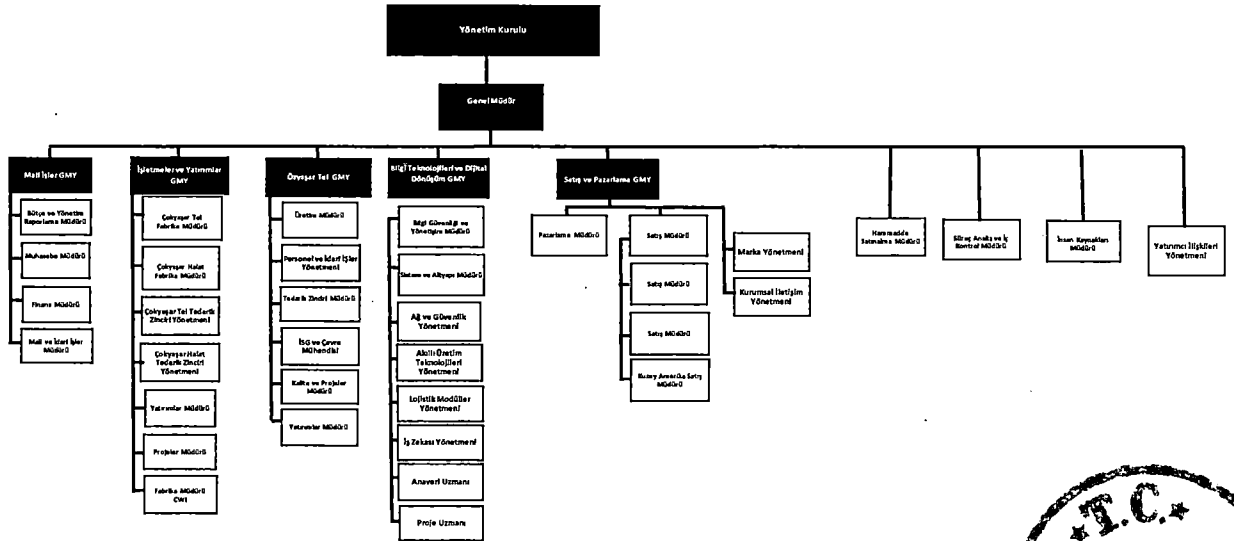 Yönetim Kurulu
Genel Müdür
Mali İşler GMY
Bütçe ve Yönetim
Raporlama Müdürü
Muhasebe Müdürü
Finans Müdürü
Mali ve İdari İşler
Müdürü
İşletmeler ve Yatırımlar
GMY
Çokyaşar Tel
Fabrika Müdürü
Çokyaşar Halat
Fabrika Müdürü
Çokyaşar Tel Tedarik
Zinciri Yönetmeni
Çokyaşar Halat
Tedarik Zinciri
Yönetmeni
Yatırımlar Müdürü
Projeler Müdürü
Fabrika Müdürü
CWI
Özyaşar Tel GMY
Üretim Müdürü
Personel ve İdari İşler
Yönetmeni
Tedarik Zinciri Müdürü
İSG ve Çevre
Mühendisi
Kalite ve Projeler
Müdürü
Yatırımlar Müdürü
Bilgi Teknolojileri ve Dijital
Dönüşüm GMY
Bilgi Güvenliği ve
Yönetişim Müdürü
Sistem ve Altyapı Müdürü
Ağ ve Güvenlik
Yönetmeni
Akıllı Üretim
Teknolojileri Yönetmeni
Lojistik Modüller
Yönetmeni
İş Zekası Yönetmeni
Anaveri Uzmanı
Proje Uzmanı
Satış ve Pazarlama GMY
Pazarlama Müdürü
Satış Müdürü
Satış Müdürü
Satış Müdürü
Kuzey Amerika Satış
Müdürü
Marka Yönetmeni
Kurumsal İletişim
Yönetmeni
Hammadde
Satınalma Müdürü
Süreç Analiz ve İç
Kontrol Müdürü
İnsan Kaynakları
Müdürü
Yatırımcı İlişkileri
Yönetmeni
T.C.